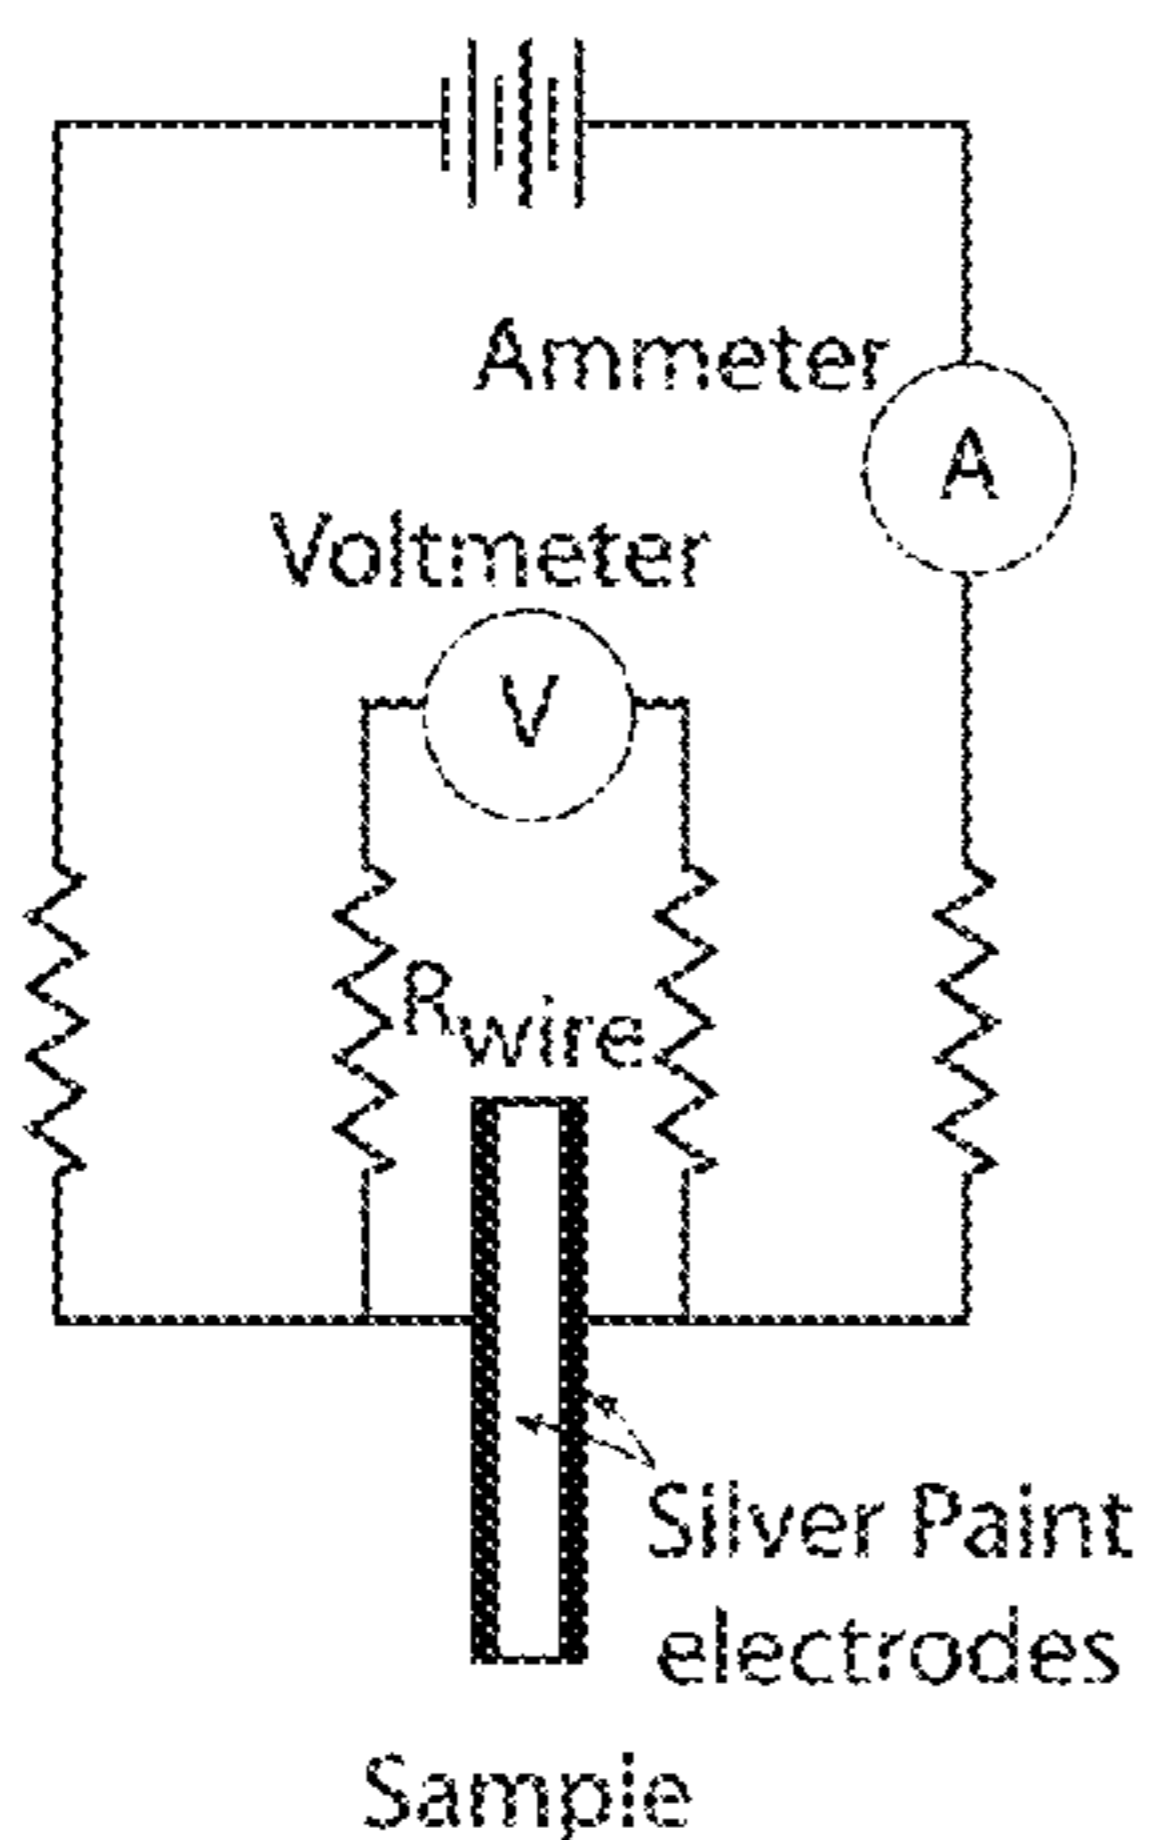 Ammeter
A
Voltmeter
V
Rwire
Silver Paint
electrodes
Sample